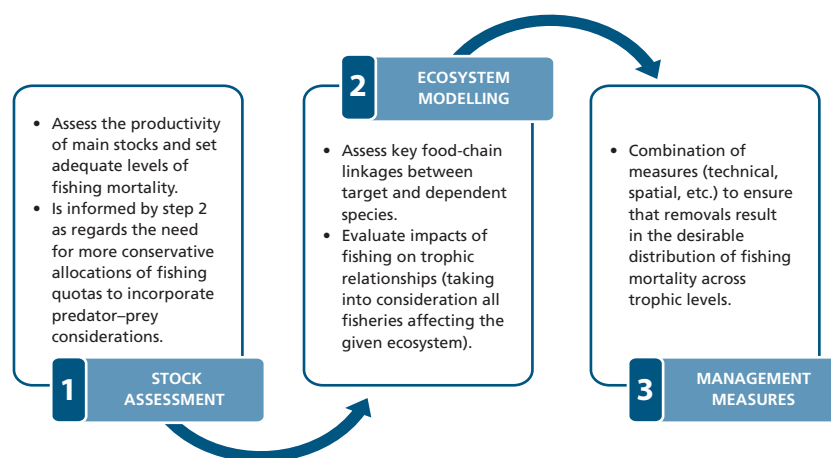 • Assess the productivity
of main stocks and set
adequate levels of
fishing mortality.
• Is informed by step 2
as regards the need
for more conservative
allocations of fishing
quotas to incorporate
predator–prey
considerations.
1
STOCK
ASSESSMENT
2
ECOSYSTEM
MODELLING
• Assess key food-chain
linkages between
target and dependent
species.
• Evaluate impacts of
fishing on trophic
relationships (taking
into consideration all
fisheries affecting the
given ecosystem).
• Combination of
measures (technical,
spatial, etc.) to ensure
that removals result
in the desirable
distribution of fishing
mortality across
trophic levels.
3
MANAGEMENT
MEASURES